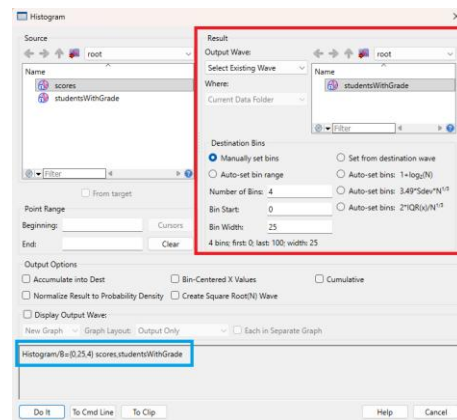 Histogram
Source
root
Name
scores
studentsWithGrade
Filter
From target
Point Range
Beginning:
Cursors
End:
Clear
Result
Output Wave:
Select Existing Wave
root
Where:
Current Data Folder
Name
studentsWithGrade
Filter
Destination Bins
Manually set bins
Set from destination wave
Auto-set bin range
Auto-set bins: 1+log₂(N)
Number of Bins: 4
Auto-set bins: 3.49*Sdev*N¹ᐟ³
Bin Start: 0
Auto-set bins: 2*IQR(x)/N¹ᐟ³
Bin Width: 25
4 bins; first: 0; last: 100; width: 25
Output Options
Accumulate into Dest
Bin-Centered X Values
Cumulative
Normalize Result to Probability Density
Create Square Root(N) Wave
Display Output Wave:
New Graph
Graph Layout:
Output Only
Each in Separate Graph
Histogram/B={0,25,4} scores,studentsWithGrade
Do It
To Cmd Line
To Clip
Help
Cancel